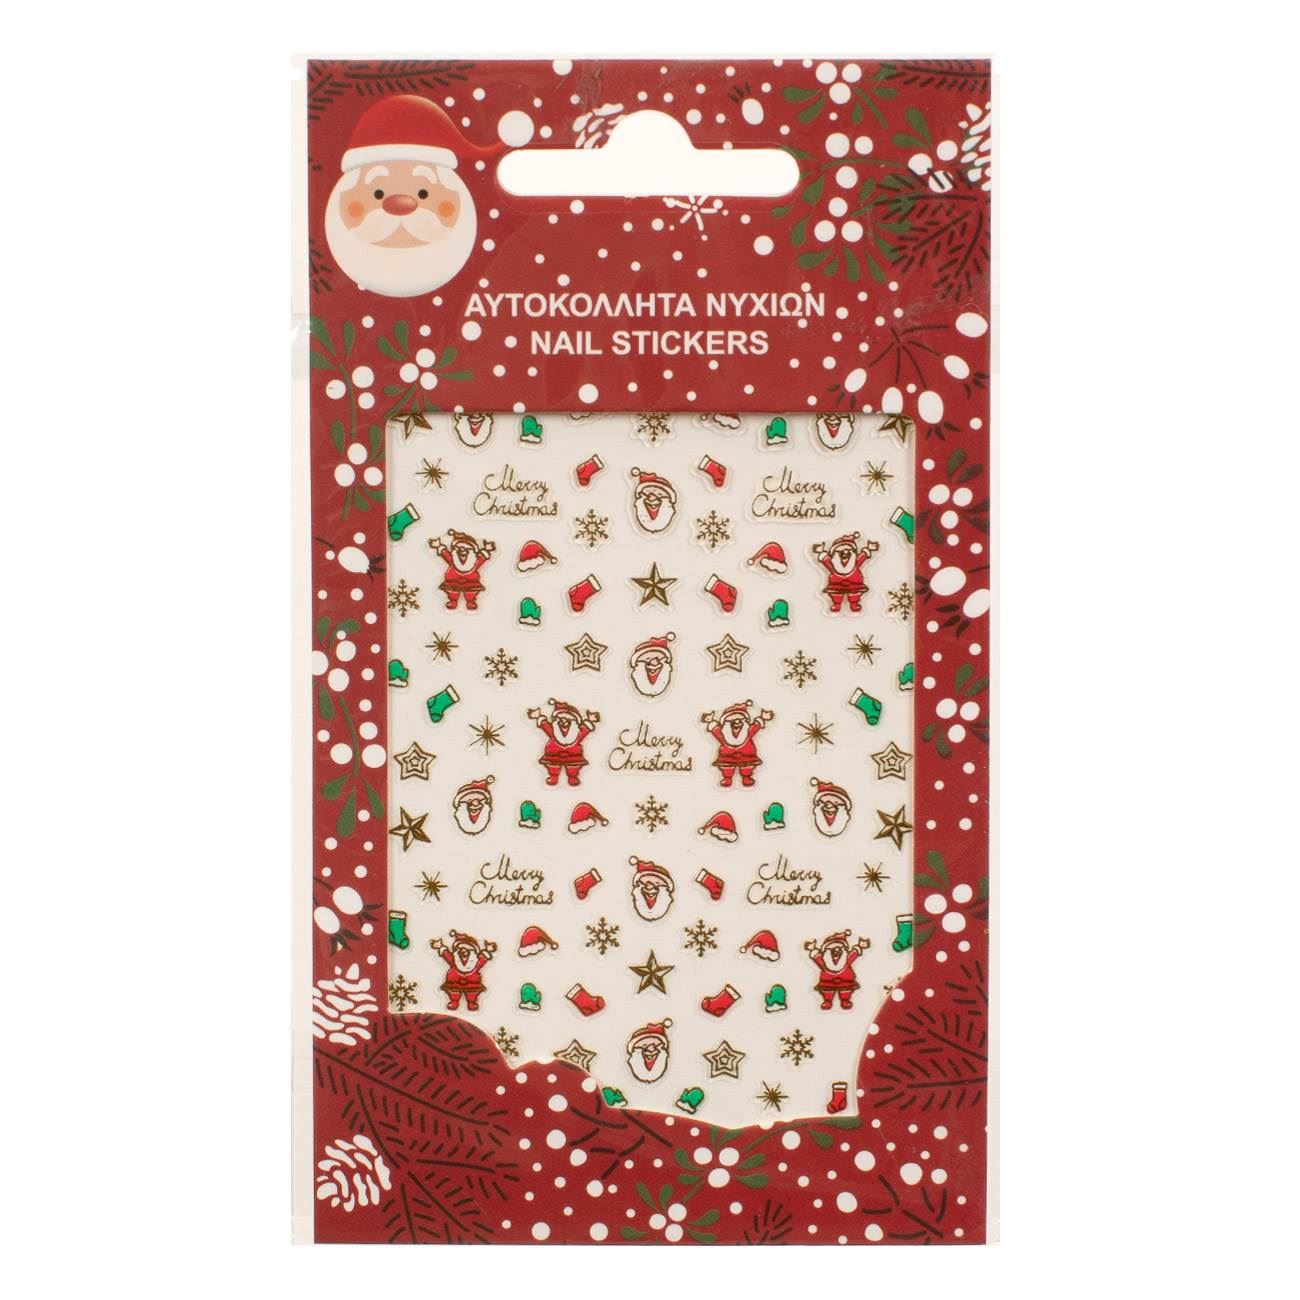 ΑΥΤΟΚΟΛΛΗΤΑ ΝΥΧΙΩΝ
NAIL STICKERS
Merry
Christmas
Merry
Christmas
Merry
Christmas
Merry
Christmas
Merry
Christmas